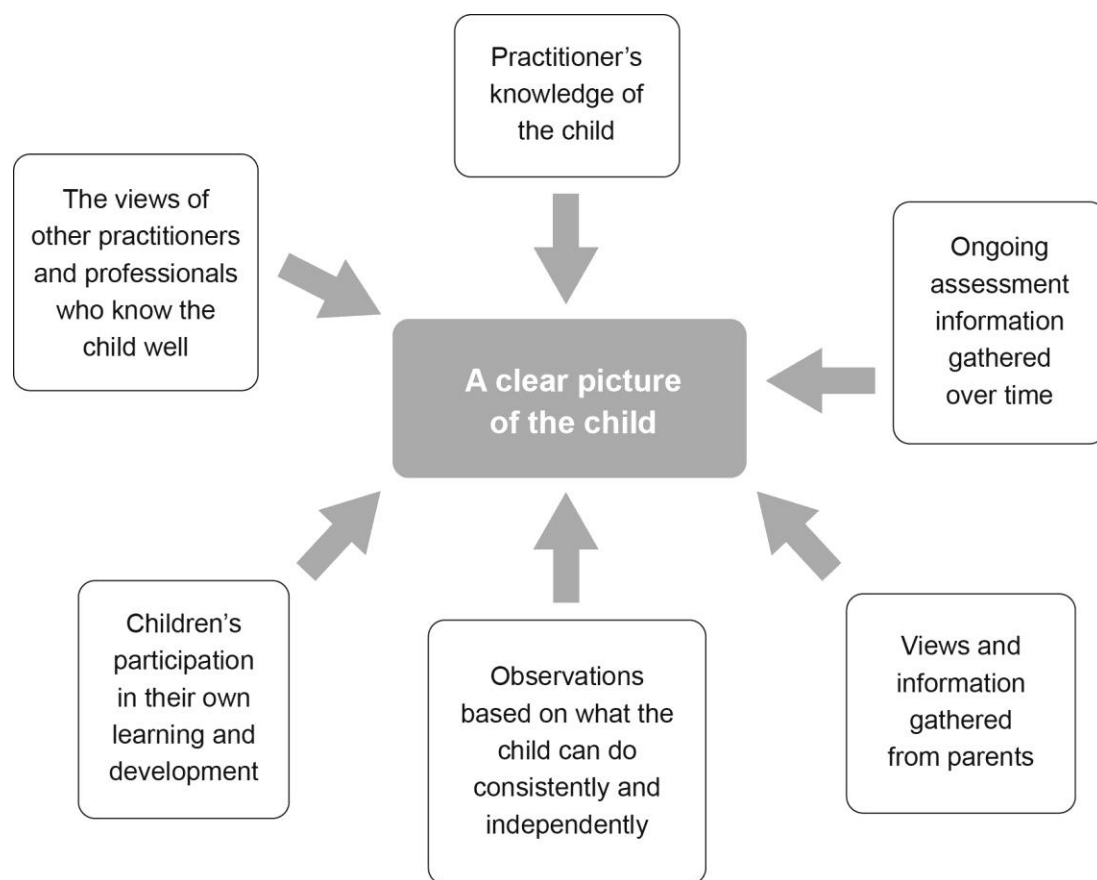 Practitioner’s
knowledge of
the child
The views of
other practitioners
and professionals
who know the
child well
Ongoing
assessment
information
gathered
over time
A clear picture
of the child
Children’s
participation
in their own
learning and
development
Observations
based on what the
child can do
consistently and
independently
Views and
information
gathered
from parents